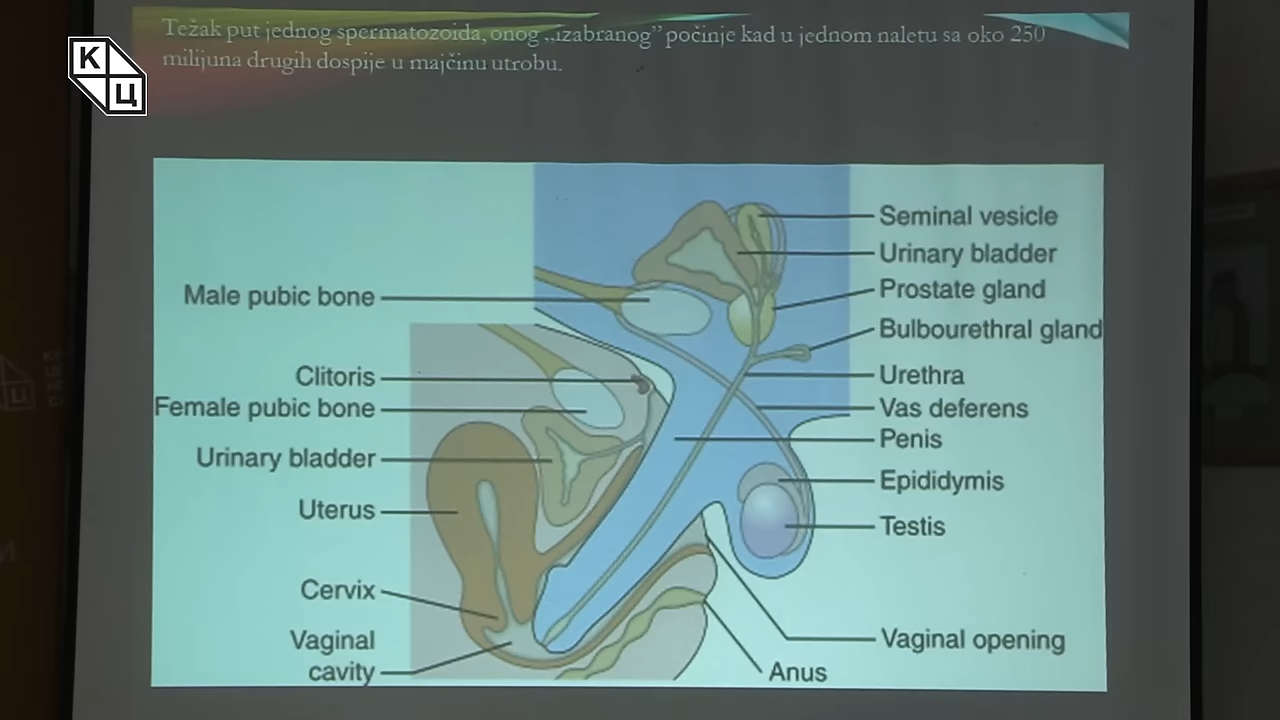 Težak put jednog spermatozoida, onog „izabranog” počinje kad u jednom naletu sa oko 250
milijuna drugih dospije u majčinu utrobu.
К
Ц
Seminal vesicle
Urinary bladder
Male pubic bone
Prostate gland
Bulbourethral gland
Clitoris
Urethra
Female pubic bone
Vas deferens
Penis
Urinary bladder
Epididymis
Uterus
Testis
Cervix
Vaginal
cavity
Vaginal opening
Anus